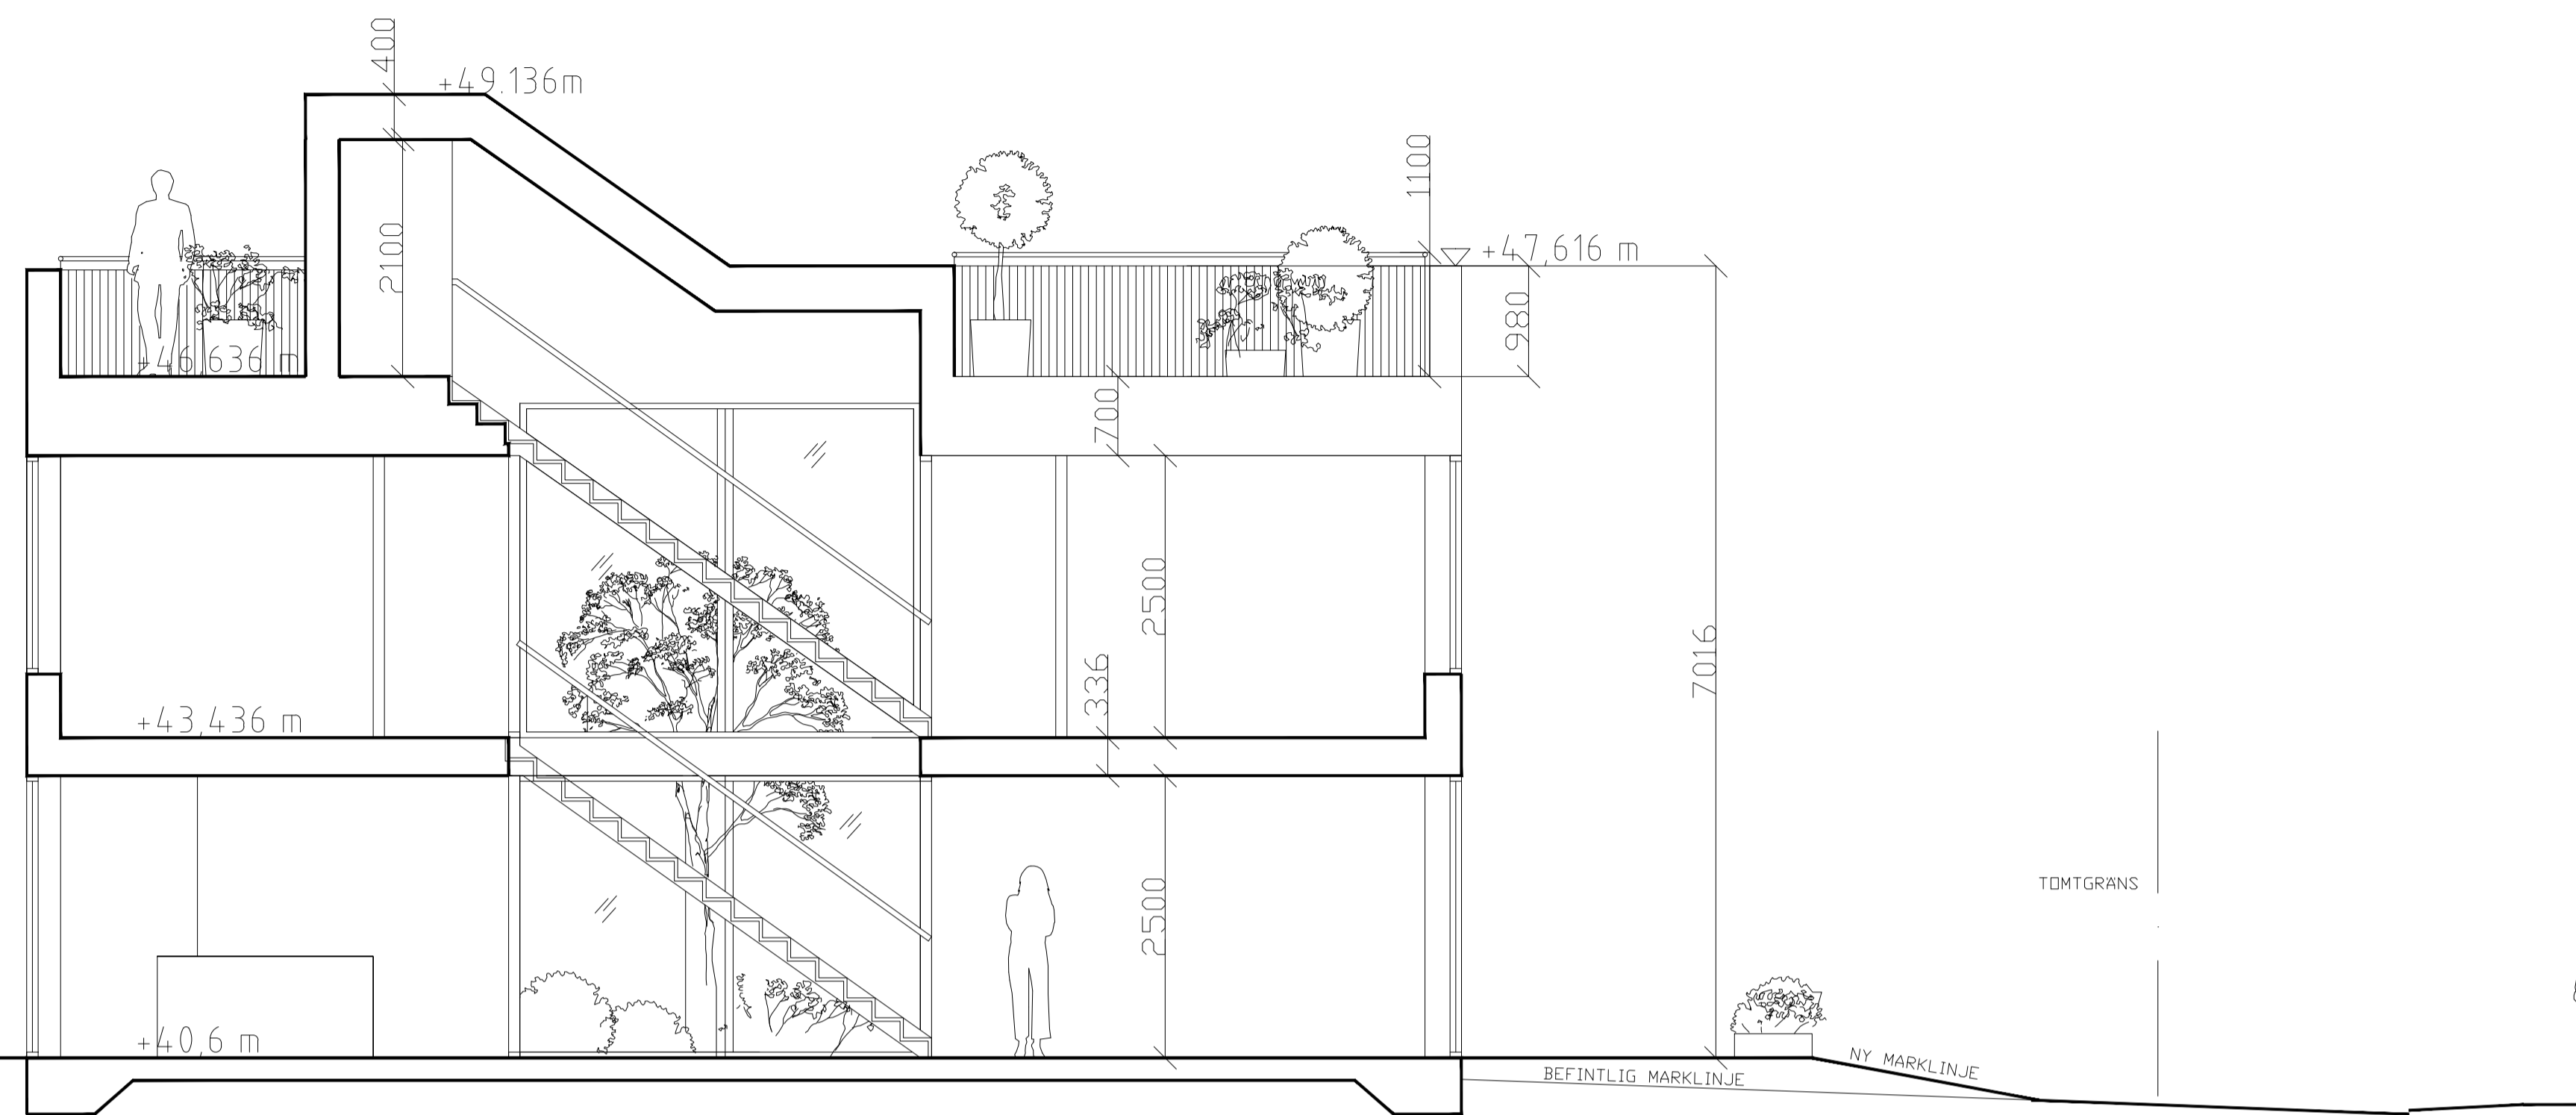 400
+49.136m
1100
+47,616 m
2100
980
+46,636 m
700
2500
336
7016
+43,436 m
TOMTGRÄNS
2500
+40,6 m
NY MARKLINJE
BEFINTLIG MARKLINJE